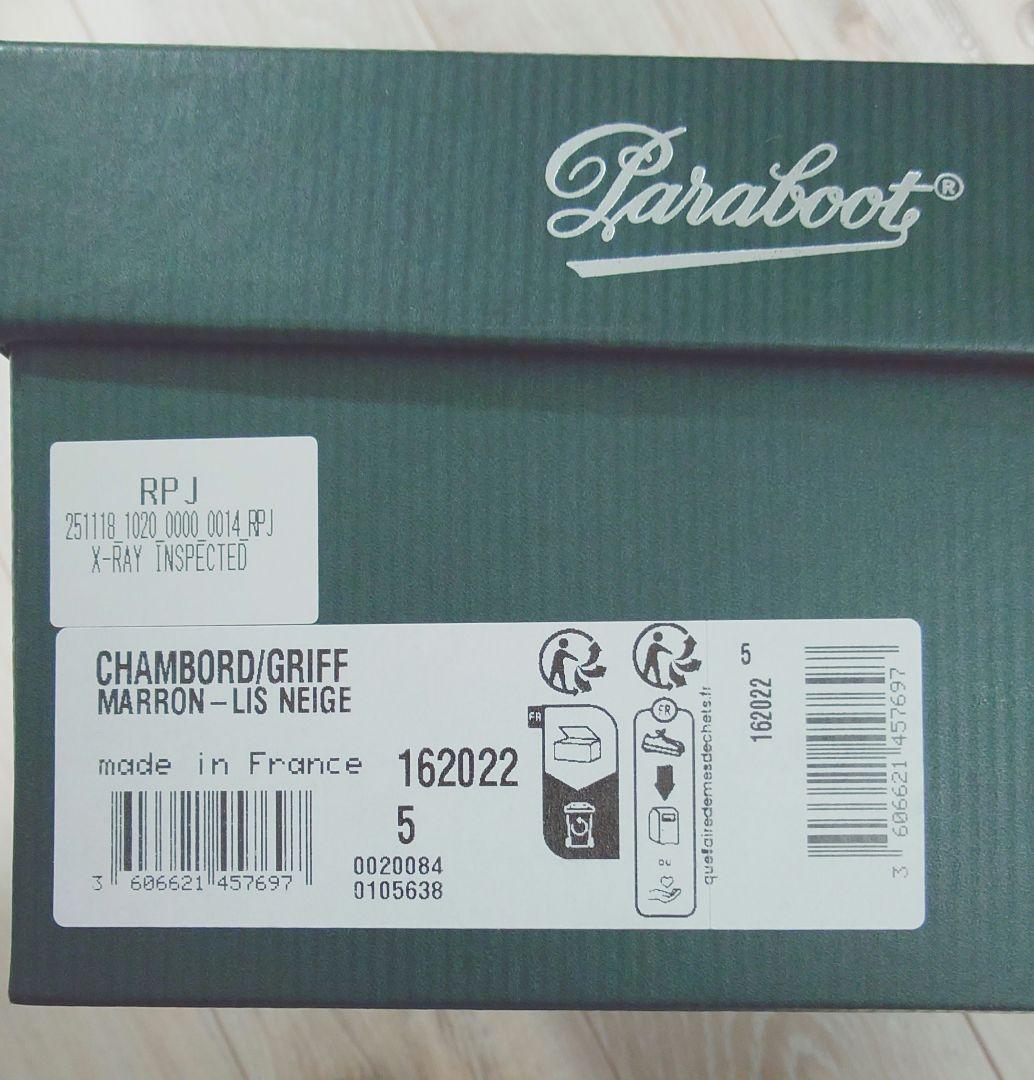 Paraboot®
RPJ
251118_1020_0000_0014_RPJ
X-RAY INSPECTED
CHAMBORD/GRIFF
MARRON-LIS NEIGE
made in France
162022
5
0020084
0105638
3 606621 457697
FR
FR
OU
quefairedemesdechets.fr
5
162022
3 606621 457697